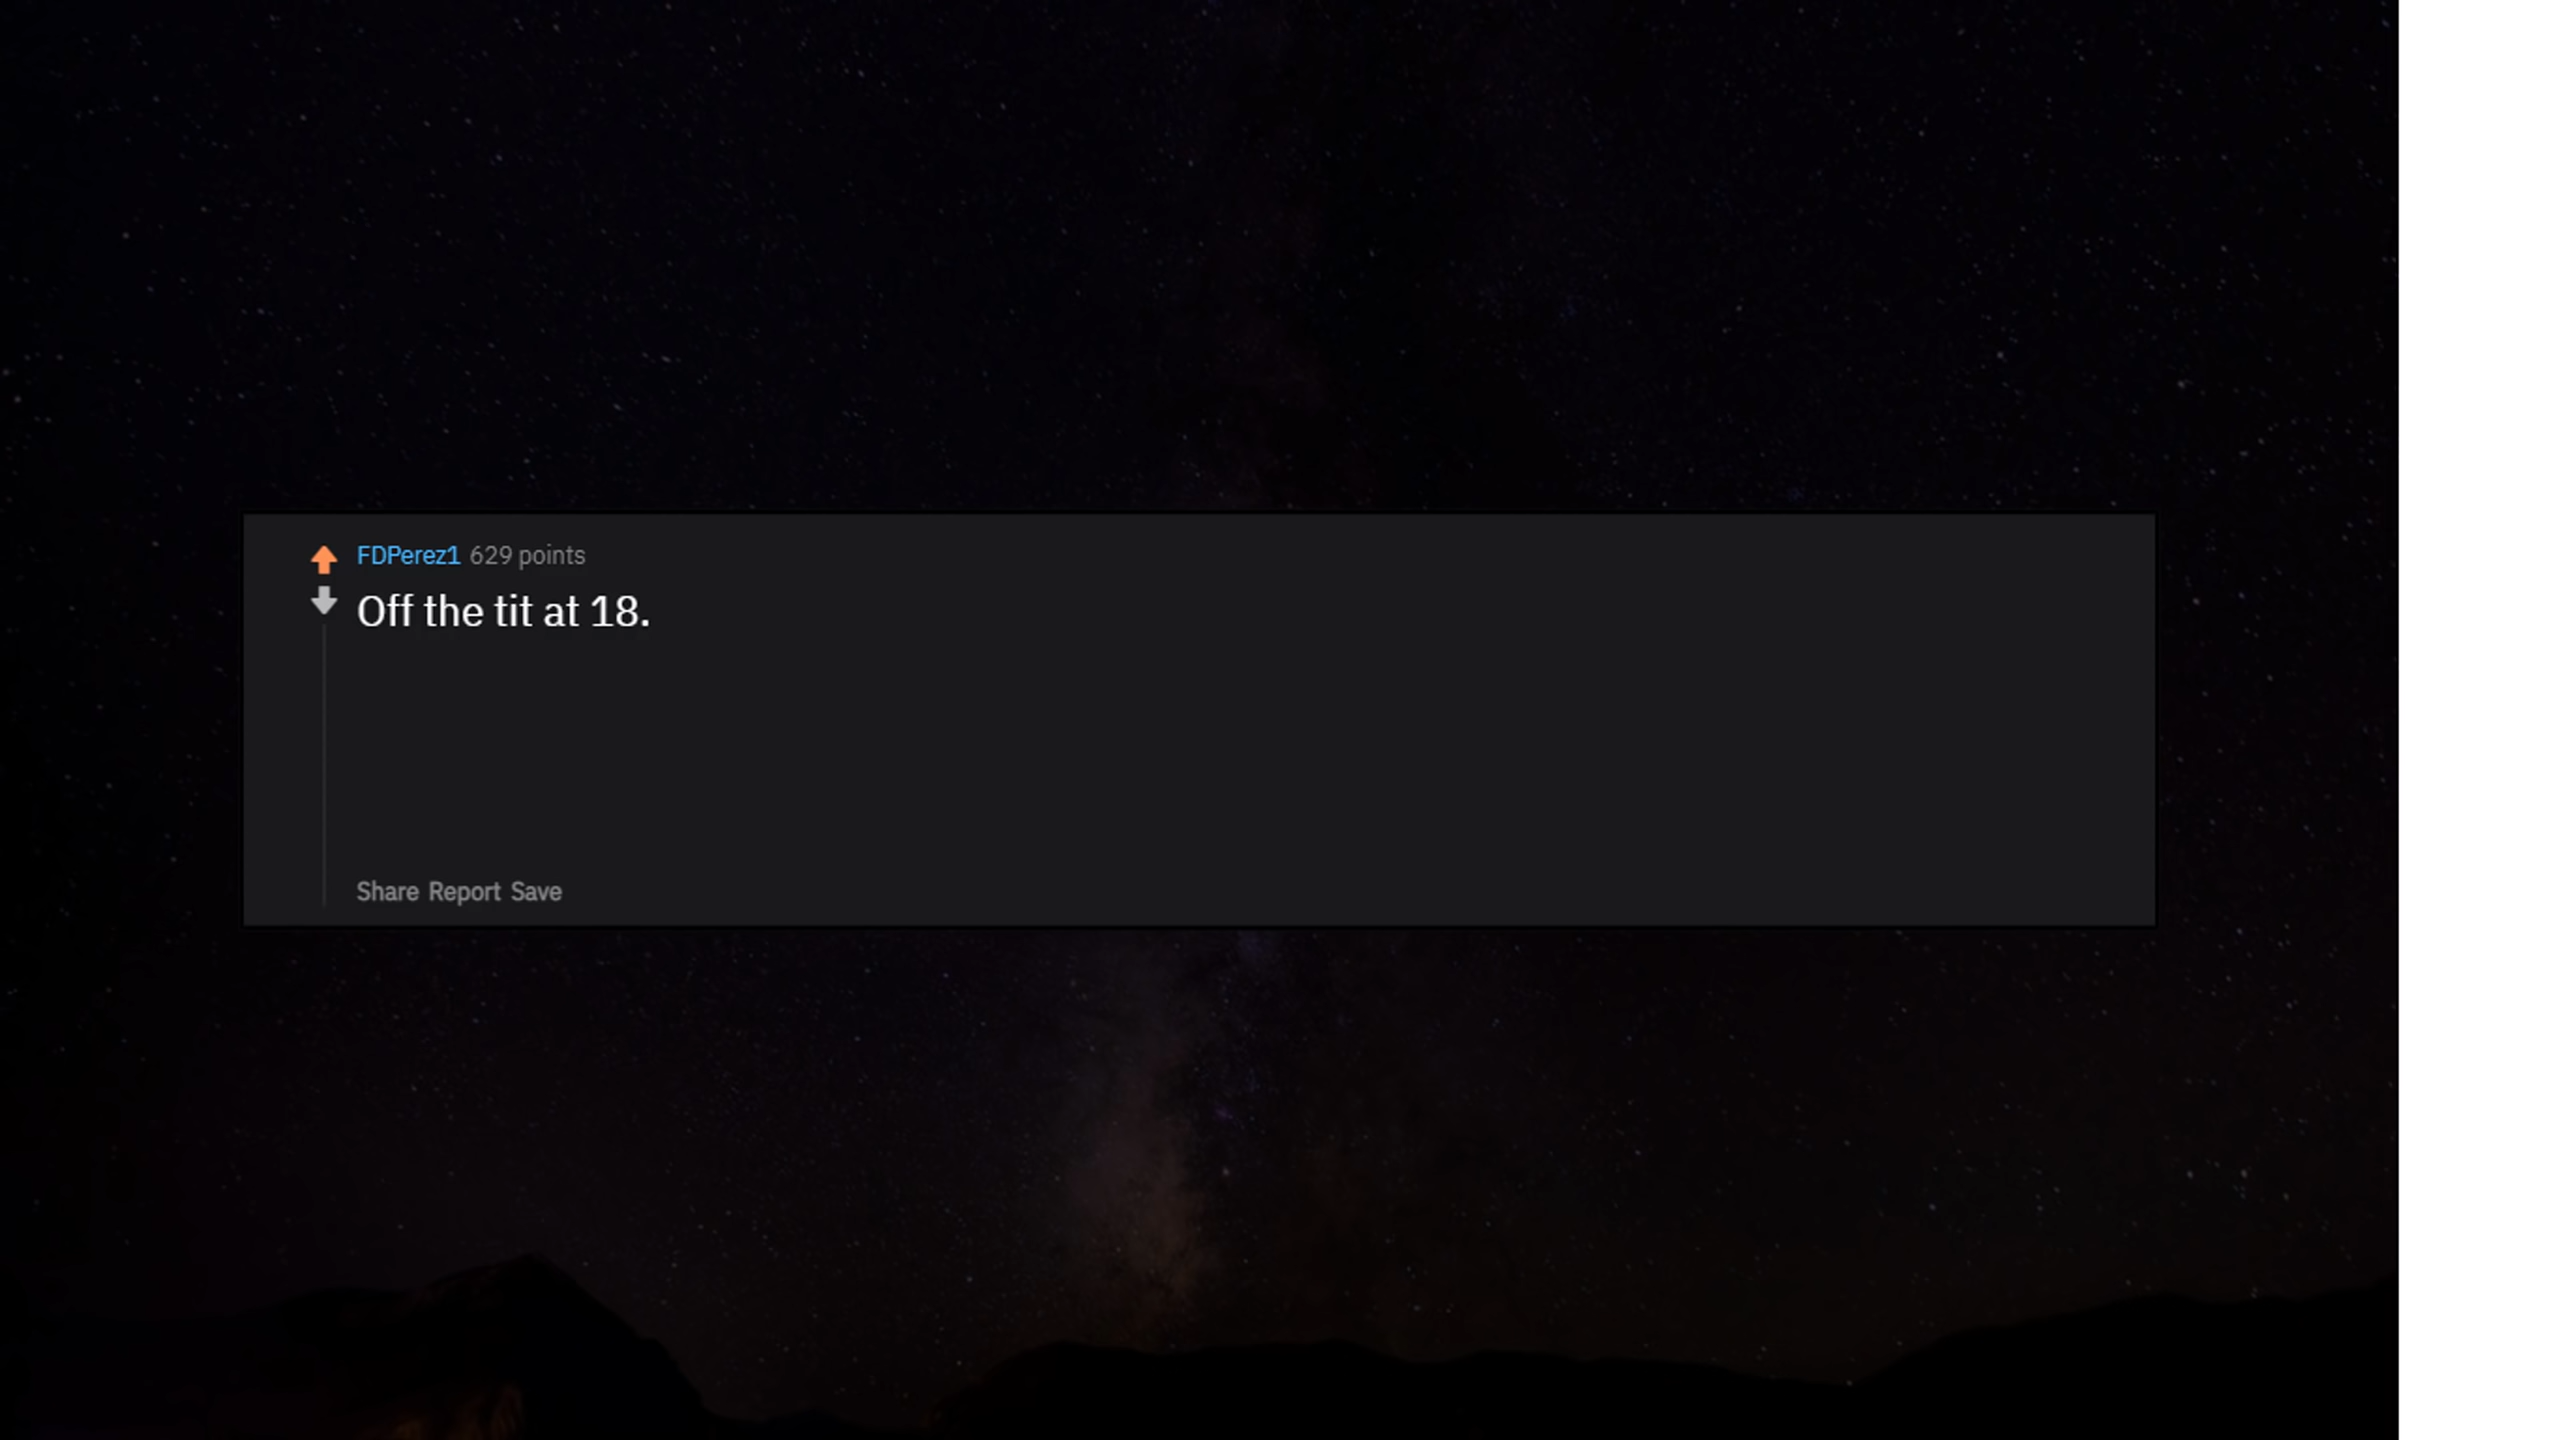 FDPerez1 629 points
Off the tit at 18.
Share Report Save